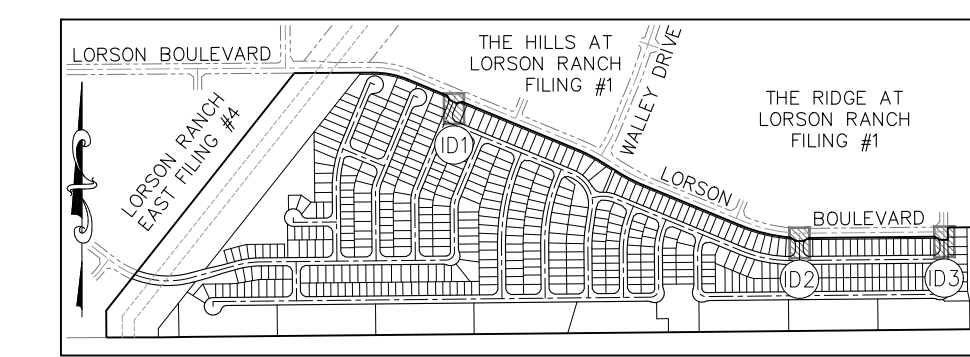 LORSON BOULEVARD
THE HILLS AT
LORSON RANCH
FILING #1
WALLEY DRIVE
THE RIDGE AT
LORSON RANCH
FILING #1
LORSON RANCH
EAST FILING #4
ID1
LORSON
BOULEVARD
ID2
ID3